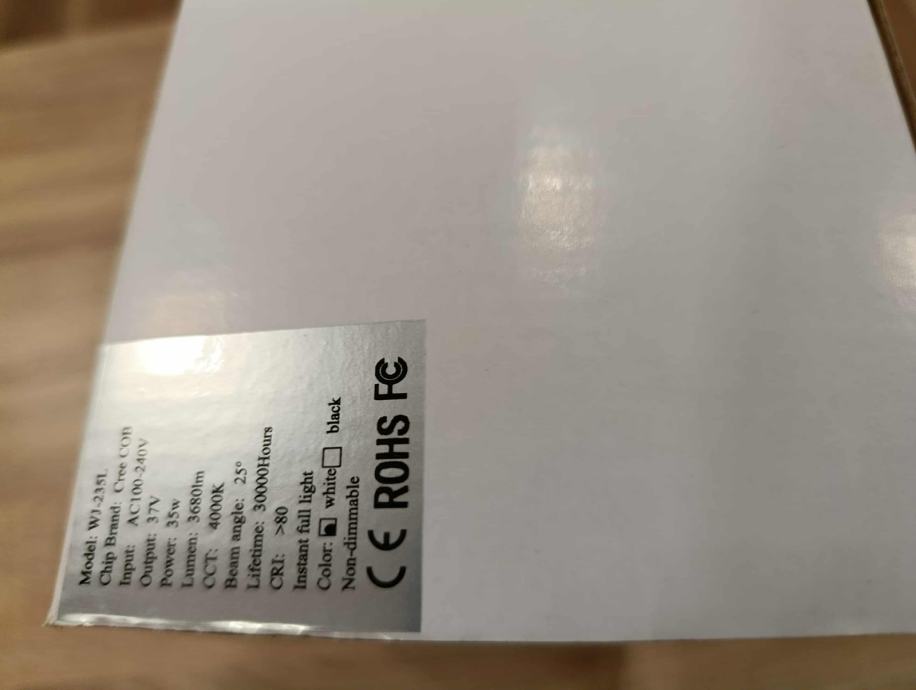 Model: WJ-235L
Chip Brand: Cree COB
Input: AC100-240V
Output: 37V
Power: 35w
Lumen: 3680lm
CCT: 4000K
Beam angle: 25°
Lifetime: 30000Hours
CRI: >80
Instant full light
Color: white black
Non-dimmable
CE ROHS FC